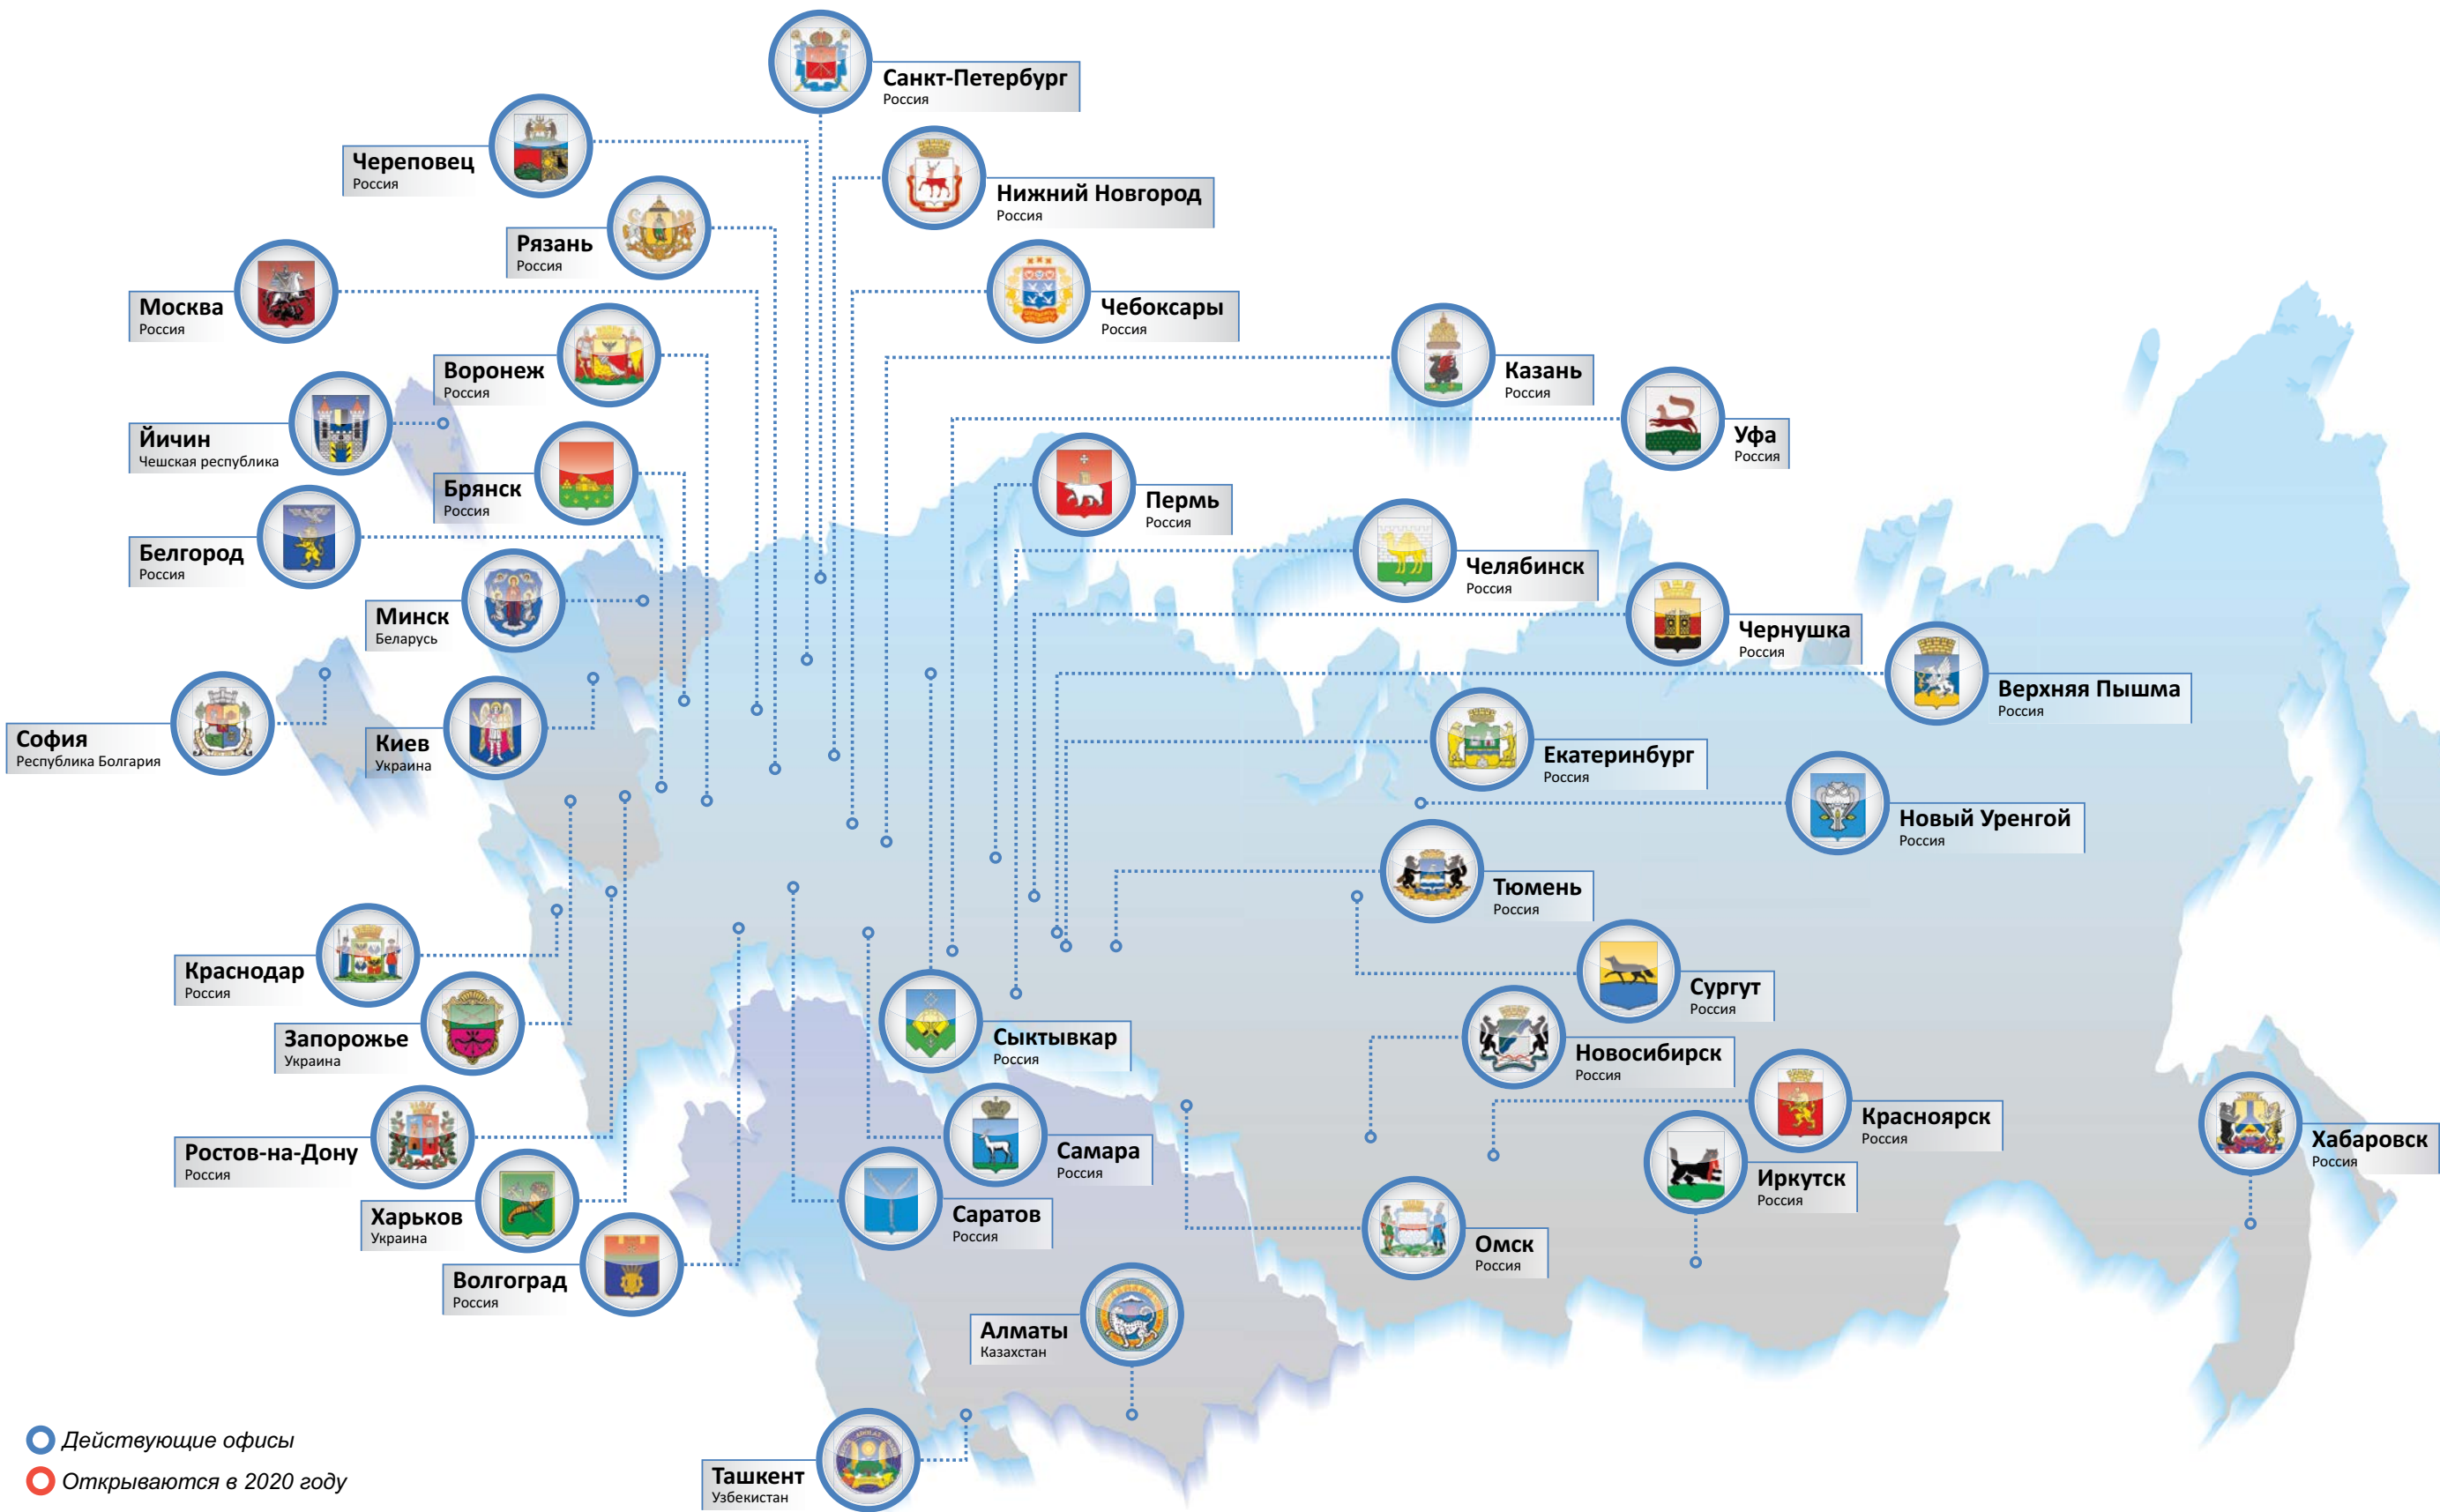 Санкт-Петербург
Россия
Череповец
Россия
Нижний Новгород
Россия
Рязань
Россия
Москва
Россия
Чебоксары
Россия
Воронеж
Россия
Казань
Россия
Йичин
Чешская республика
Уфа
Россия
Брянск
Россия
Пермь
Россия
Белгород
Россия
Челябинск
Россия
Минск
Беларусь
Чернушка
Россия
Верхняя Пышма
Россия
София
Республика Болгария
Киев
Украина
Екатеринбург
Россия
Новый Уренгой
Россия
Тюмень
Россия
Краснодар
Россия
Сургут
Россия
Запорожье
Украина
Сыктывкар
Россия
Новосибирск
Россия
Красноярск
Россия
Ростов-на-Дону
Россия
Самара
Россия
Иркутск
Россия
Хабаровск
Россия
Харьков
Украина
Саратов
Россия
Омск
Россия
Волгоград
Россия
Алматы
Казахстан
Действующие офисы
Открываются в 2020 году
Ташкент
Узбекистан